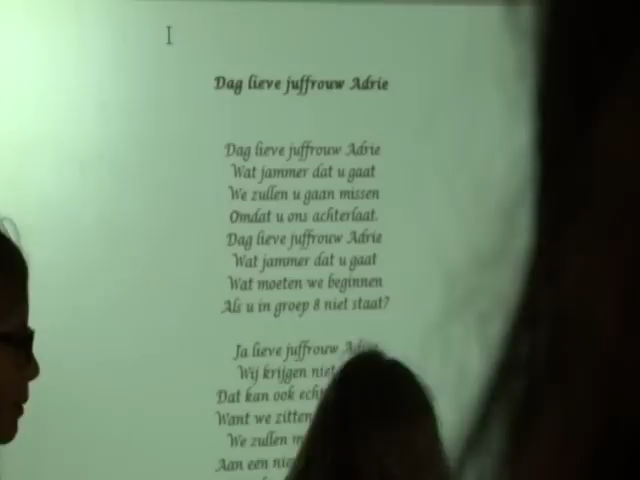 Dag lieve juffrouw Adrie
Dag lieve juffrouw Adrie
Wat jammer dat u gaat
We zullen u gaan missen
Omdat u ons achterlaat.
Dag lieve juffrouw Adrie
Wat jammer dat u gaat
Wat moeten we beginnen
Als u in groep 8 niet staat?
Ja lieve juffrouw Adrie
Wij krijgen niet
Dat kan ook
Want we zitten
We zullen
Aan een